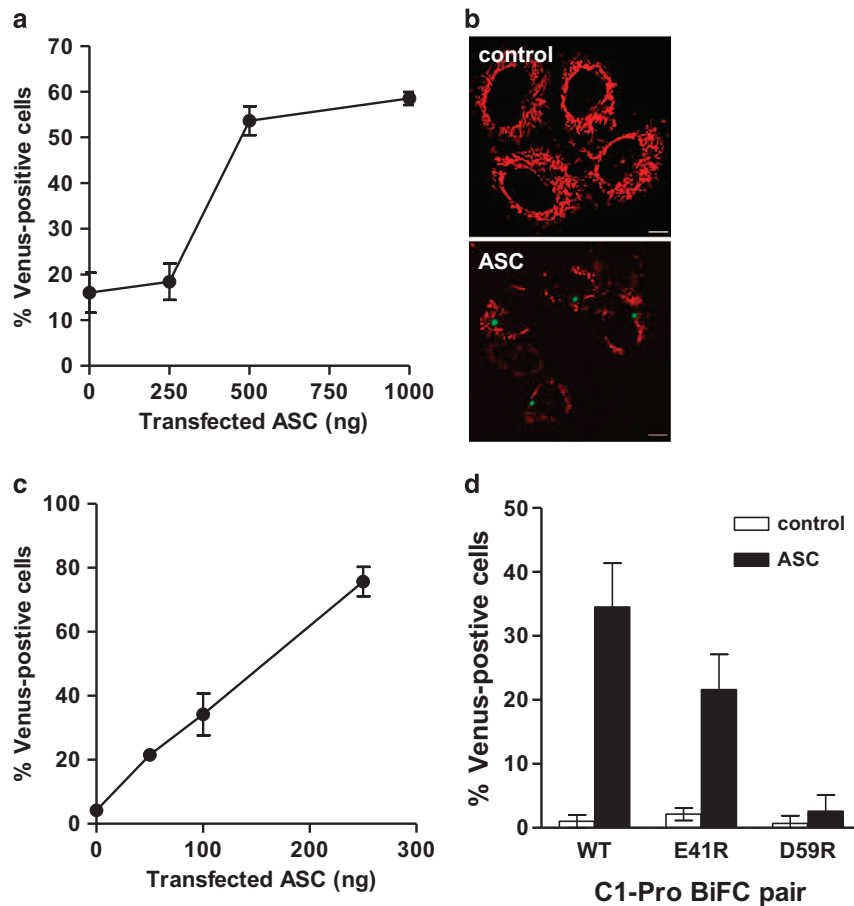 a
70
60
50
40
30
20
10
0
% Venus-positive cells
0 250 500 750 1000
Transfected ASC (ng)
b
control
ASC
c
100
80
60
40
20
0
% Venus-postive cells
0 100 200 300
Transfected ASC (ng)
d
50
40
30
20
10
0
% Venus-postive cells
control
ASC
WT E41R D59R
C1-Pro BiFC pair